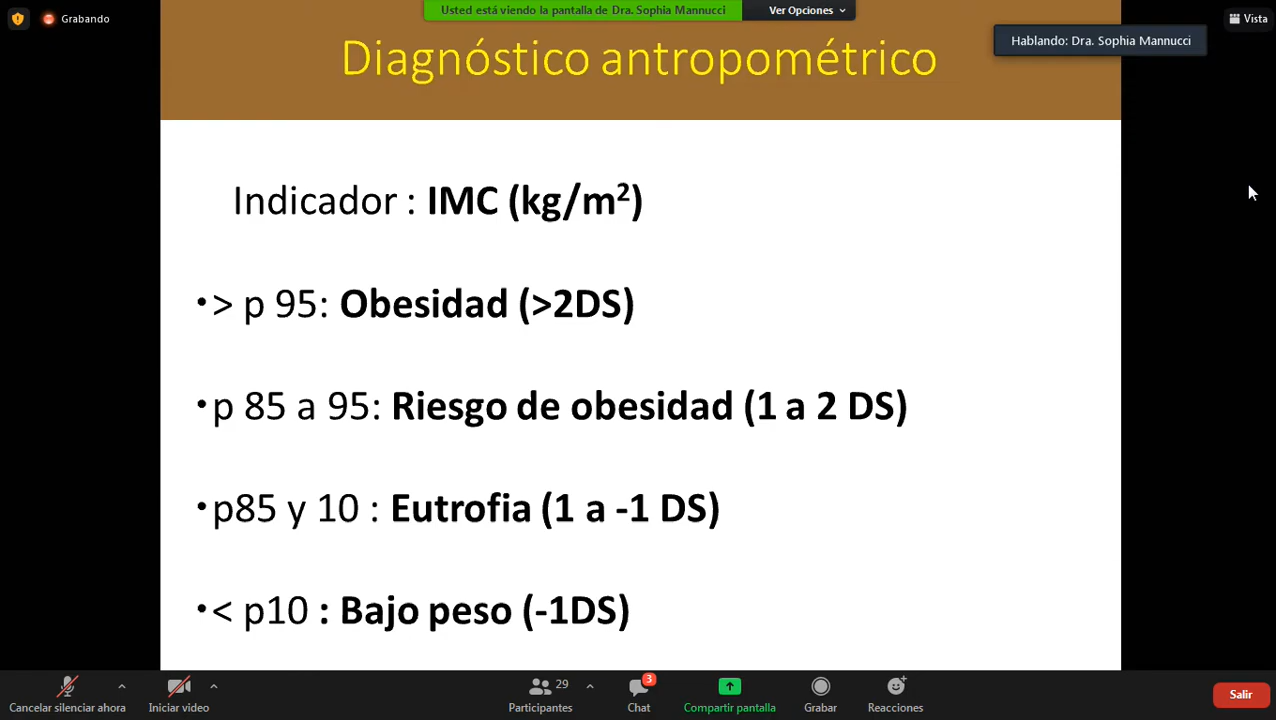 Grabando
Usted está viendo la pantalla de Dra. Sophia Mannucci
Ver Opciones
Vista
Hablando: Dra. Sophia Mannucci
Diagnóstico antropométrico
Indicador : IMC (kg/m²)
• > p 95: Obesidad (>2DS)
• p 85 a 95: Riesgo de obesidad (1 a 2 DS)
• p85 y 10 : Eutrofia (1 a -1 DS)
• < p10 : Bajo peso (-1DS)
Cancelar silenciar ahora
Iniciar video
29
Participantes
3
Chat
Compartir pantalla
Grabar
Reacciones
Salir